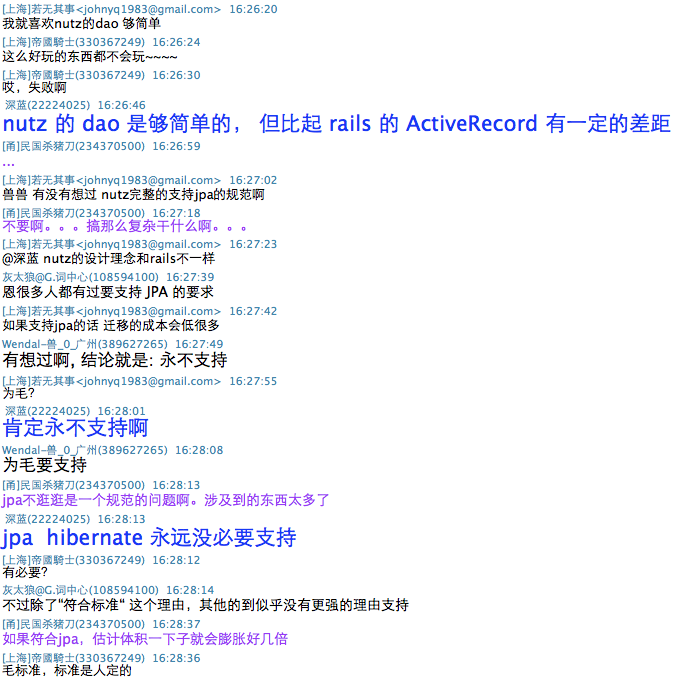 [上海]若无其事<johnyq1983@gmail.com> 16:26:20
我就喜欢nutz的dao 够简单
[上海]帝國騎士(330367249) 16:26:24
这么好玩的东西都不会玩~~~~
[上海]帝國騎士(330367249) 16:26:30
哎，失败啊
深蓝(22224025) 16:26:46
nutz 的 dao 是够简单的， 但比起 rails 的 ActiveRecord 有一定的差距
[甬]民国杀猪刀(234370500) 16:26:59
...
[上海]若无其事<johnyq1983@gmail.com> 16:27:02
兽兽 有没有想过 nutz完整的支持jpa的规范啊
[甬]民国杀猪刀(234370500) 16:27:18
不要啊。。。搞那么复杂干什么啊。。。
[上海]若无其事<johnyq1983@gmail.com> 16:27:23
@深蓝 nutz的设计理念和rails不一样
灰太狼@G.词中心(108594100) 16:27:39
恩很多人都有过要支持 JPA 的要求
[上海]若无其事<johnyq1983@gmail.com> 16:27:42
如果支持jpa的话 迁移的成本会低很多
Wendal-兽_0_广州(389627265) 16:27:49
有想过啊, 结论就是: 永不支持
[上海]若无其事<johnyq1983@gmail.com> 16:27:55
为毛?
深蓝(22224025) 16:28:01
肯定永不支持啊
Wendal-兽_0_广州(389627265) 16:28:08
为毛要支持
[甬]民国杀猪刀(234370500) 16:28:13
jpa不逛逛是一个规范的问题啊。涉及到的东西太多了
深蓝(22224025) 16:28:13
jpa hibernate 永远没必要支持
[上海]帝國騎士(330367249) 16:28:12
有必要?
灰太狼@G.词中心(108594100) 16:28:14
不过除了"符合标准" 这个理由，其他的到似乎没有更强的理由支持
[甬]民国杀猪刀(234370500) 16:28:37
如果符合jpa，估计体积一下子就会膨胀好几倍
[上海]帝國騎士(330367249) 16:28:36
毛标准，标准是人定的